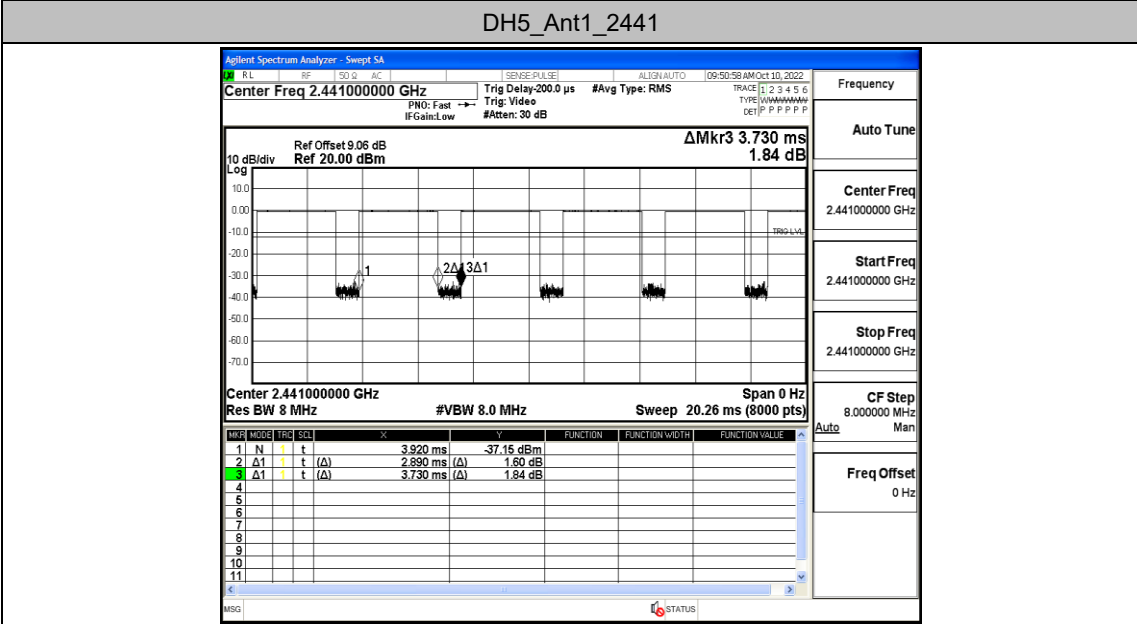 DH5_Ant1_2441
Agilent Spectrum Analyzer - Swept SA
RL RF 50 Ω AC SENSE:PULSE ALIGN AUTO 09:50:58 AM Oct 10, 2022
Center Freq 2.441000000 GHz
PNO: Fast
IFGain:Low
Trig Delay-200.0 µs
Trig: Video
#Atten: 30 dB
#Avg Type: RMS
TRACE 1 2 3 4 5 6
TYPE WWWWWW
DET P P P P P P
Ref Offset 9.06 dB
10 dB/div Ref 20.00 dBm
Log
ΔMkr3 3.730 ms
1.84 dB
10.0
0.00
-10.0
TRIG LVL
-20.0
-30.0
1
2Δ1
3Δ1
-40.0
-50.0
-60.0
-70.0
Center 2.441000000 GHz Span 0 Hz
Res BW 8 MHz #VBW 8.0 MHz Sweep 20.26 ms (8000 pts)
MKR MODE TRC SCL X Y FUNCTION FUNCTION WIDTH FUNCTION VALUE
1 N 1 t 3.920 ms -37.15 dBm
2 Δ1 1 t (Δ) 2.890 ms (Δ) 1.60 dB
3 Δ1 1 t (Δ) 3.730 ms (Δ) 1.84 dB
4
5
6
7
8
9
10
11
MSG STATUS
Frequency
Auto Tune
Center Freq
2.441000000 GHz
Start Freq
2.441000000 GHz
Stop Freq
2.441000000 GHz
CF Step
8.000000 MHz
Auto Man
Freq Offset
0 Hz